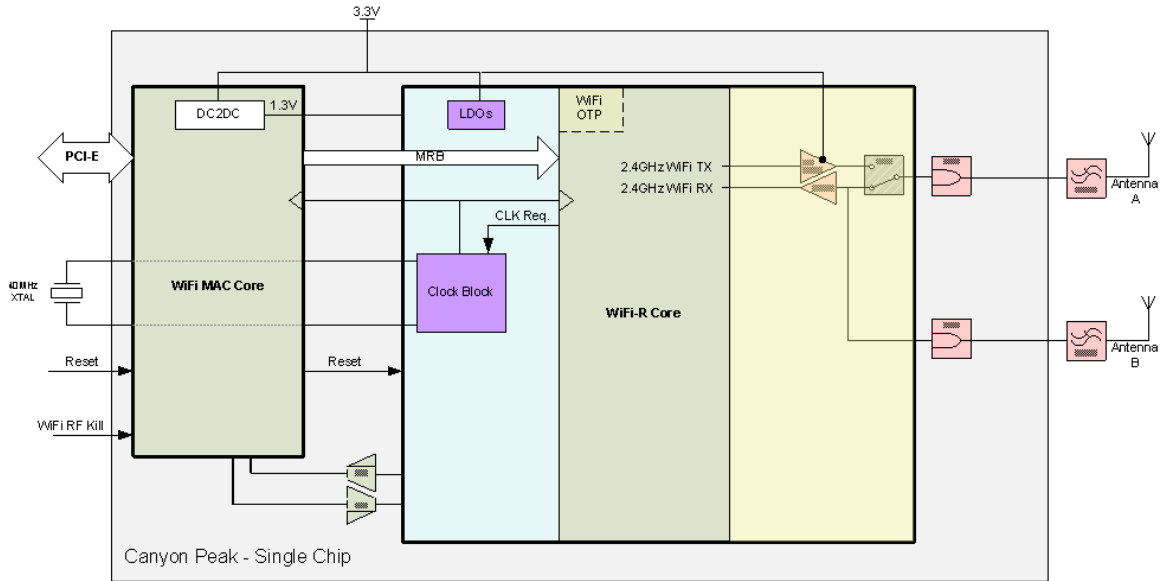 3.3V
DC2DC
1.3V
LDOs
WiFi
OTP
PCI-E
MRB
2.4GHz WiFi TX
2.4GHz WiFi RX
Antenna
A
CLK Req.
40MHz
XTAL
WiFi MAC Core
Clock Block
WiFi-R Core
Antenna
B
Reset
Reset
WiFi RF Kill
Canyon Peak - Single Chip